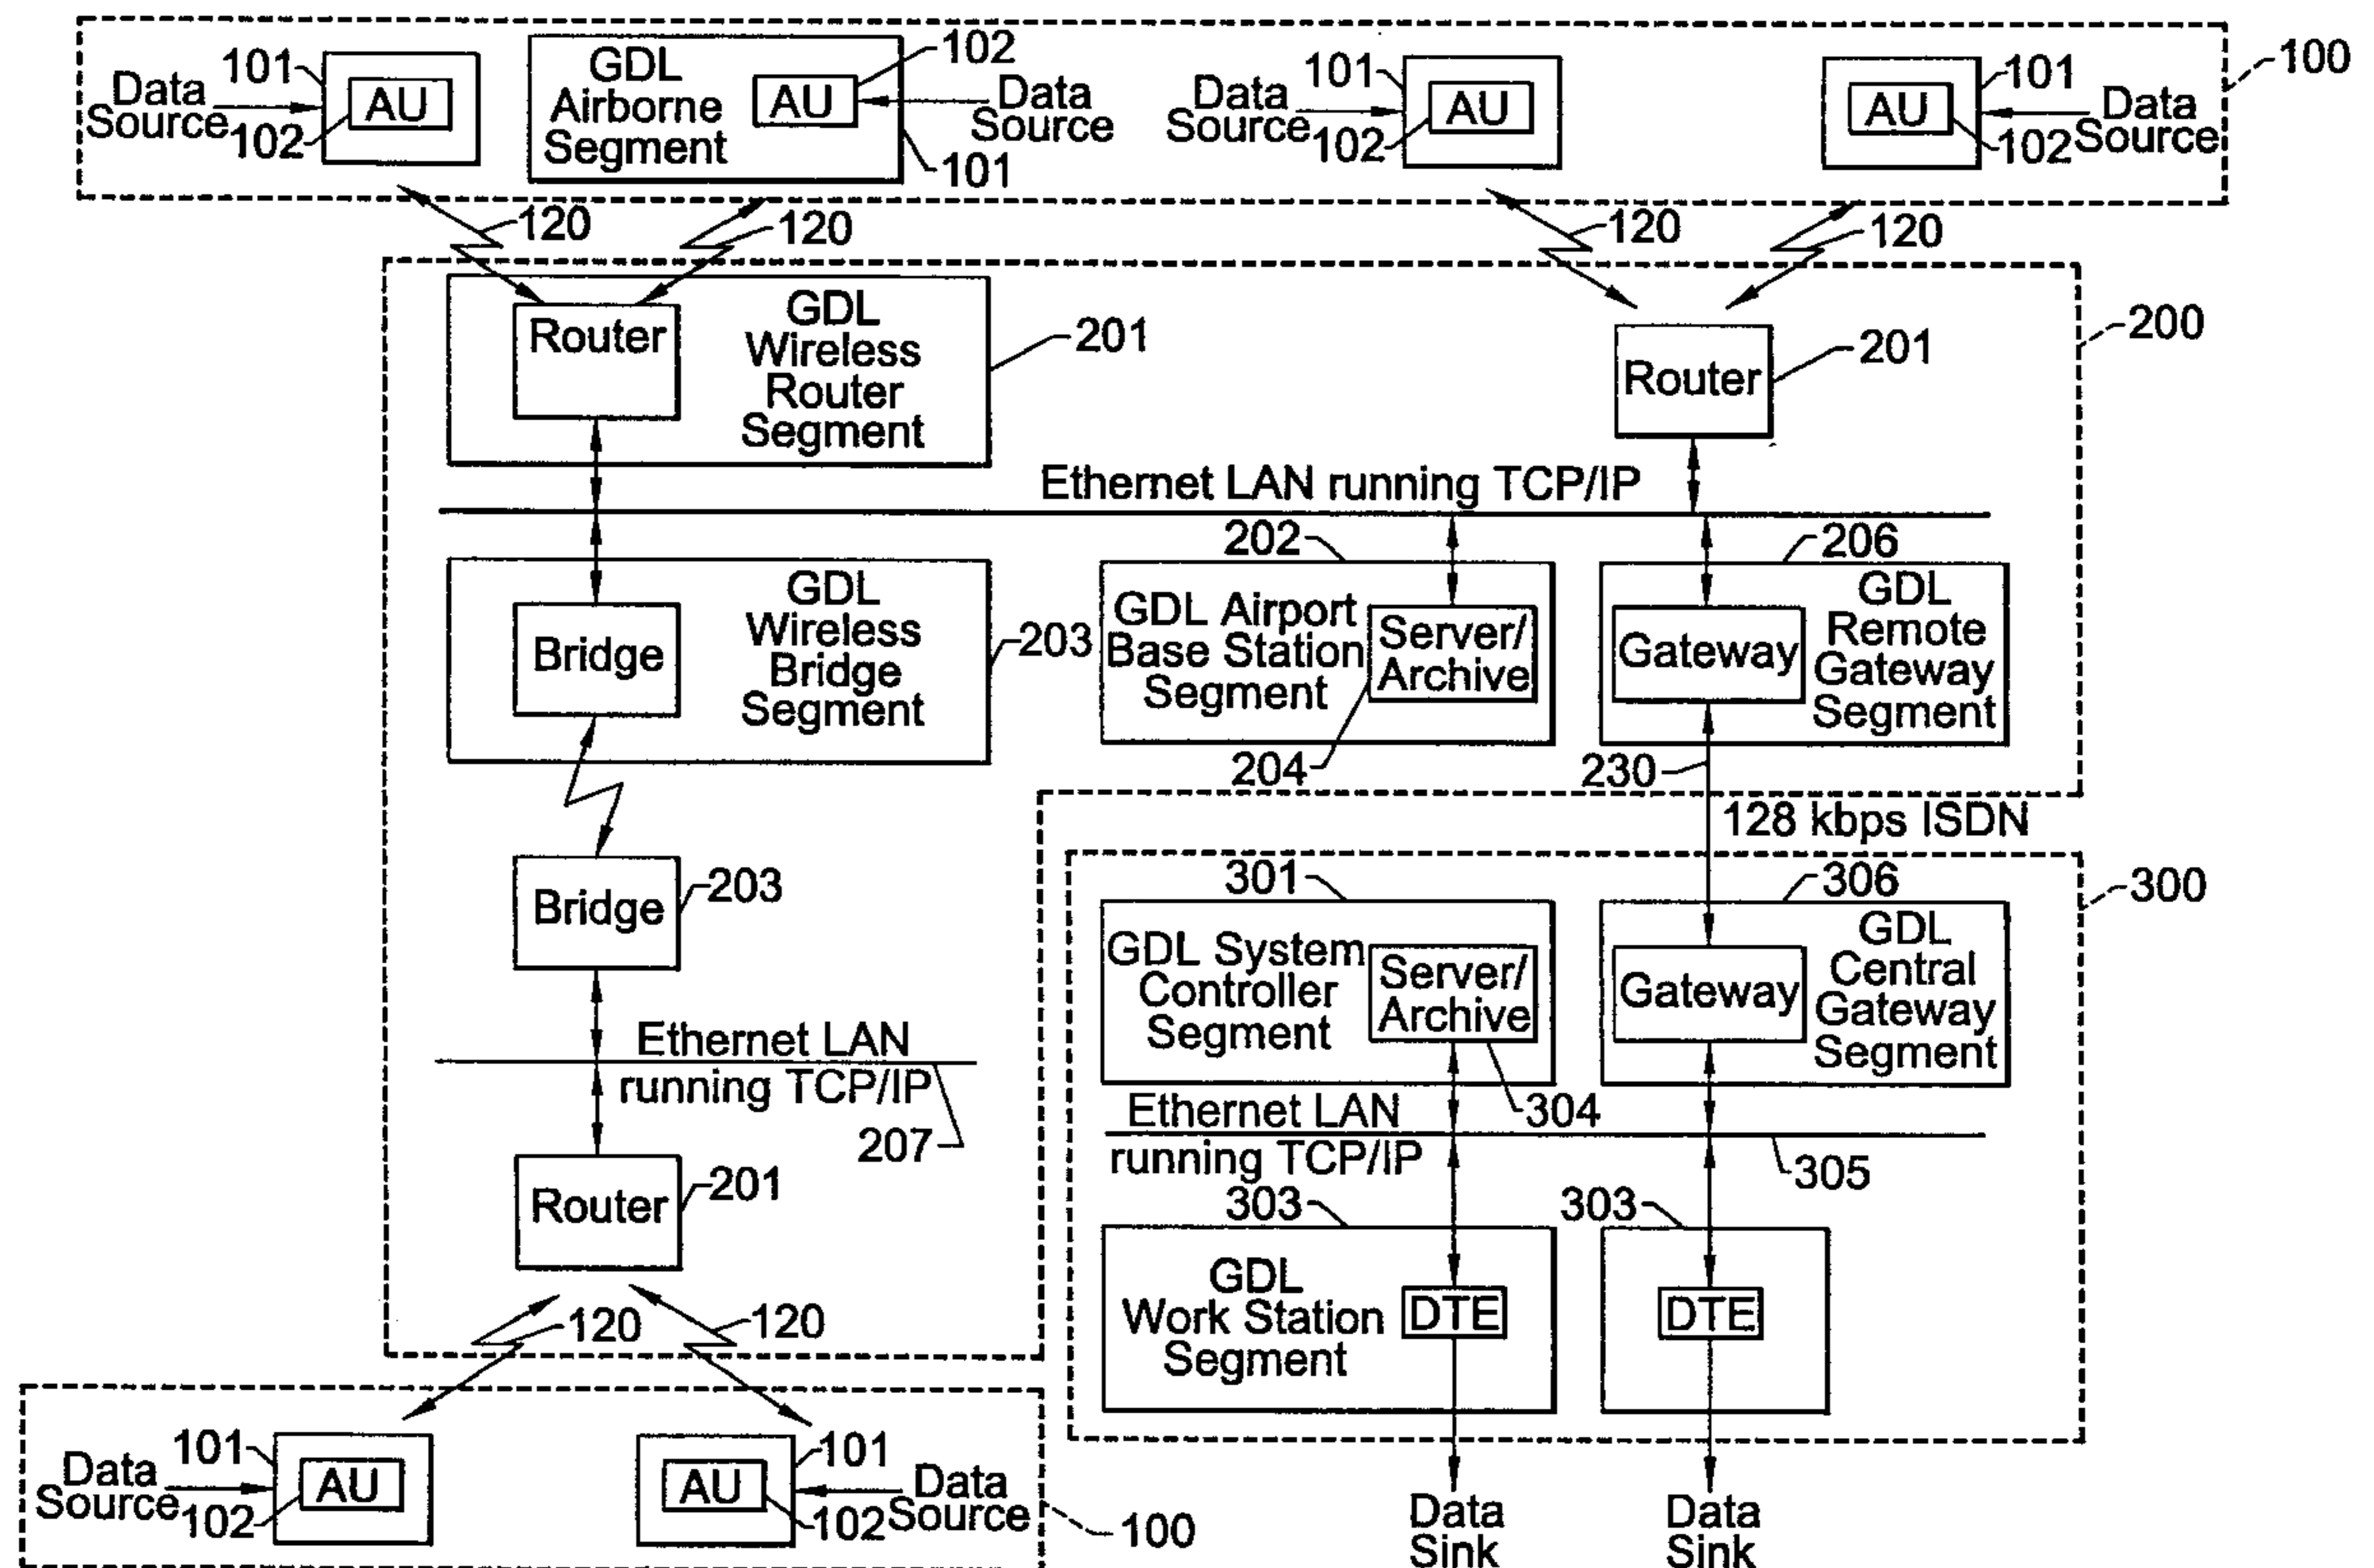 101
Data
Source
102
AU
GDL
Airborne
Segment
AU
102
Data
Source
101
Data
Source
101
102
AU
AU
101
102
Data
Source
100
120
120
120
120
Router
GDL
Wireless
Router
Segment
201
Router
201
200
Ethernet LAN running TCP/IP
Bridge
GDL
Wireless
Bridge
Segment
203
202
GDL Airport
Base Station
Segment
Server/
Archive
204
206
Gateway
GDL
Remote
Gateway
Segment
230
128 kbps ISDN
Bridge
203
Ethernet LAN
running TCP/IP
207
Router
201
120
120
301
GDL System
Controller
Segment
Server/
Archive
304
306
Gateway
GDL
Central
Gateway
Segment
300
Ethernet LAN
running TCP/IP
305
303
GDL
Work Station
Segment
DTE
303
DTE
Data
Sink
Data
Sink
Data
Source
101
102
AU
AU
101
102
Data
Source
100